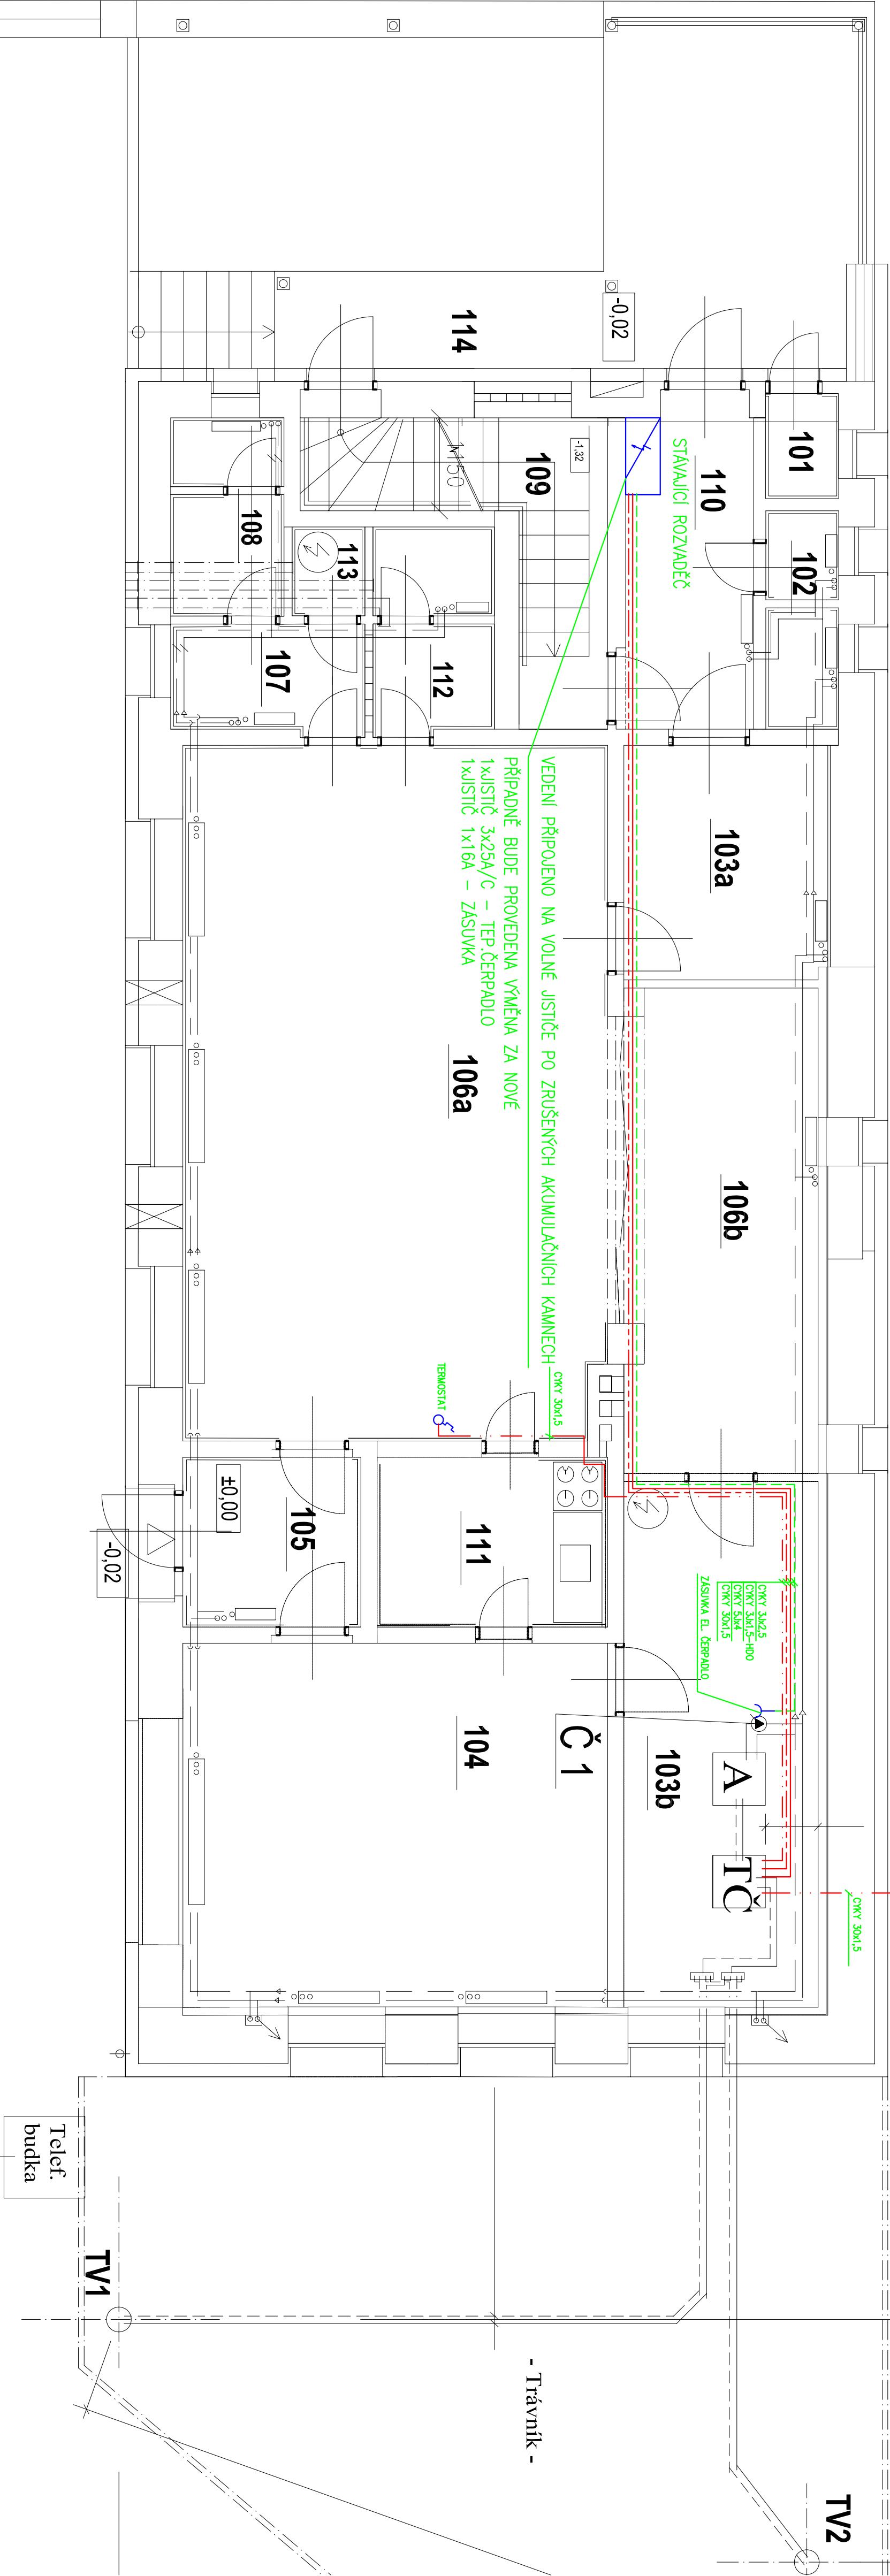 -0,02
114
101
110
STÁVAJÍCÍ ROZVADĚČ
109
-1,32
102
108
113
107
112
103a
VEDENÍ PŘIPOJENO NA VOLNÉ JISTIČE PO ZRUŠENÝCH AKUMULAČNÍCH KAMNECH
PŘÍPADNĚ BUDE PROVEDENA VÝMĚNA ZA NOVÉ
1xJISTIČ 3x25A/C – TEP.ČERPADLO
1xJISTIČ 1x16A – ZÁSUVKA
106a
106b
TERMOSTAT
CYKY 3Ox1,5
±0,00
105
-0,02
111
CYKY 3Jx2,5
CYKY 3Jx1,5-HDO
CYKY 5Jx4
CYKY 3Ox1,5
ZÁSUVKA EL. ČERPADLO
104
Č 1
103b
A
TČ
CYKY 3Ox1,5
Telef.
budka
TV1
- Trávník -
TV2